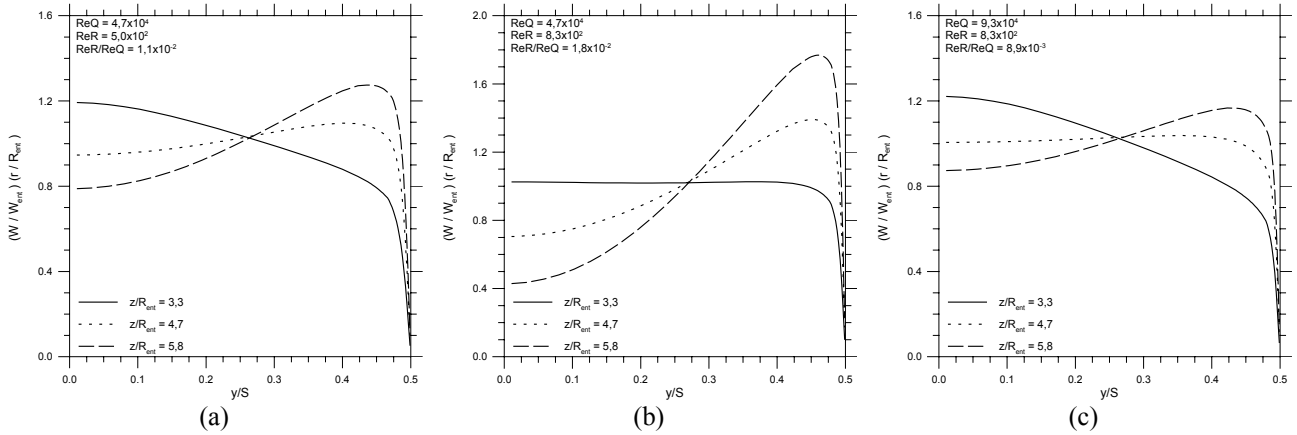 ReQ = 4,7x10⁴
ReR = 5,0x10²
ReR/ReQ = 1,1x10⁻²
1.6
1.2
0.8
0.4
0.0
(W / W_ent) (r / R_ent)
z/R_ent = 3,3
z/R_ent = 4,7
z/R_ent = 5,8
0.0 0.1 0.2 0.3 0.4 0.5
y/S
(a)
ReQ = 4,7x10⁴
ReR = 8,3x10²
ReR/ReQ = 1,8x10⁻²
2.0
1.6
1.2
0.8
0.4
0.0
(W / W_ent) (r / R_ent)
z/R_ent = 3,3
z/R_ent = 4,7
z/R_ent = 5,8
0.0 0.1 0.2 0.3 0.4 0.5
y/S
(b)
ReQ = 9,3x10⁴
ReR = 8,3x10²
ReR/ReQ = 8,9x10⁻³
1.6
1.2
0.8
0.4
0.0
(W / W_ent) (r / R_ent)
z/R_ent = 3,3
z/R_ent = 4,7
z/R_ent = 5,8
0.0 0.1 0.2 0.3 0.4 0.5
y/S
(c)